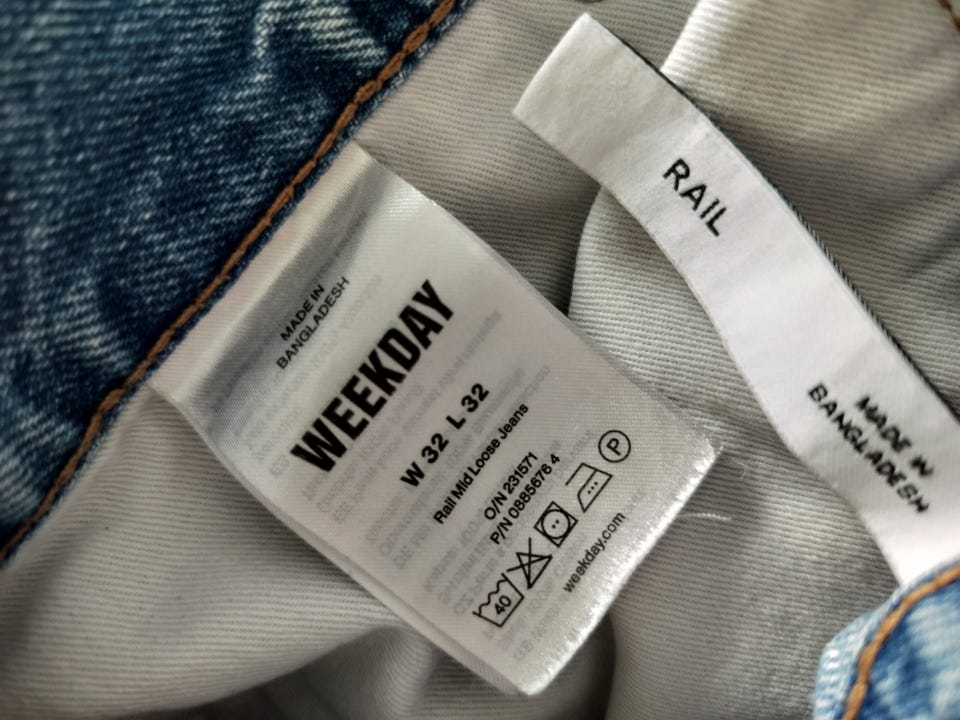 MADE IN
BANGLADESH
WEEKDAY
W 32 L 32
Rail Mid Loose Jeans
O/N 231571
P/N 0885676 4
40
P
weekday.com
RAIL
MADE IN
BANGLADESH